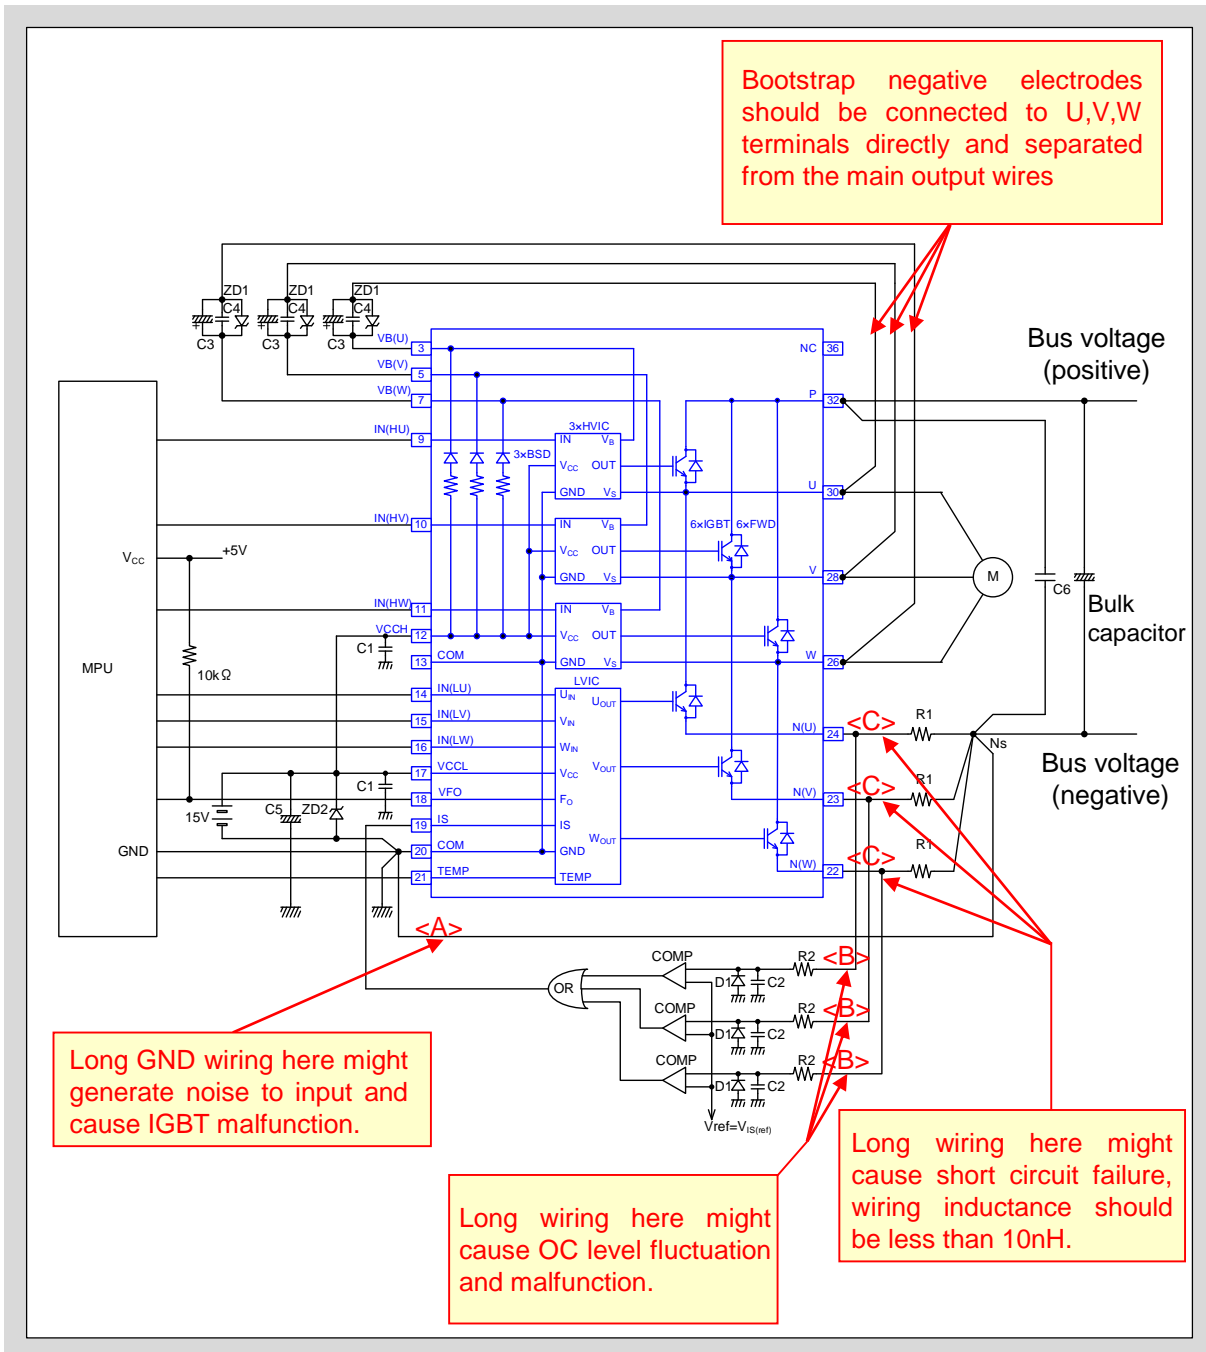 Bootstrap negative electrodes
should be connected to U,V,W
terminals directly and separated
from the main output wires
ZD1
ZD1
ZD1
C4
C4
C4
C3
C3
C3
Bus voltage
(positive)
VB(U)
3
VB(V)
5
VB(W)
7
NC
36
P
32
IN(HU)
9
3×HVIC
IN
VB
3×BSD
VCC
OUT
GND
VS
U
30
IN(HV)
10
IN
VB
6×IGBT
6×FWD
VCC
OUT
GND
VS
V
28
M
C6
Bulk
capacitor
VCC
+5V
IN(HW)
11
IN
VB
VCCH
12
VCC
OUT
C1
13
COM
GND
VS
W
26
MPU
10kΩ
LVIC
14
IN(LU)
UIN
UOUT
15
IN(LV)
VIN
N(U)
24
<C>
R1
Ns
16
IN(LW)
WIN
17
VCCL
VCC
VOUT
Bus voltage
(negative)
C1
18
VFO
FO
N(V)
23
<C>
R1
15V
C5
ZD2
19
IS
IS
WOUT
R1
GND
20
COM
GND
N(W)
22
<C>
21
TEMP
TEMP
<A>
COMP
R2
<B>
OR
D1
C2
COMP
R2
<B>
D1
C2
COMP
R2
<B>
D1
C2
Vref=VIS(ref)
Long GND wiring here might
generate noise to input and
cause IGBT malfunction.
Long wiring here might
cause short circuit failure,
wiring inductance should
be less than 10nH.
Long wiring here might
cause OC level fluctuation
and malfunction.